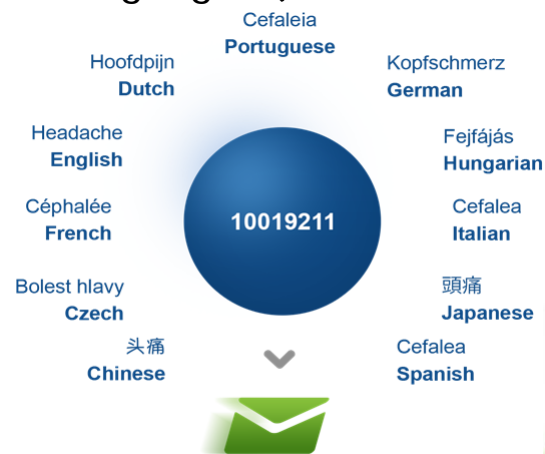 Cefaleia
Portuguese
Hoofdpijn
Dutch
Kopfschmerz
German
Headache
English
Fejfájás
Hungarian
10019211
Céphalée
French
Cefalea
Italian
Bolest hlavy
Czech
頭痛
Japanese
头痛
Chinese
Cefalea
Spanish